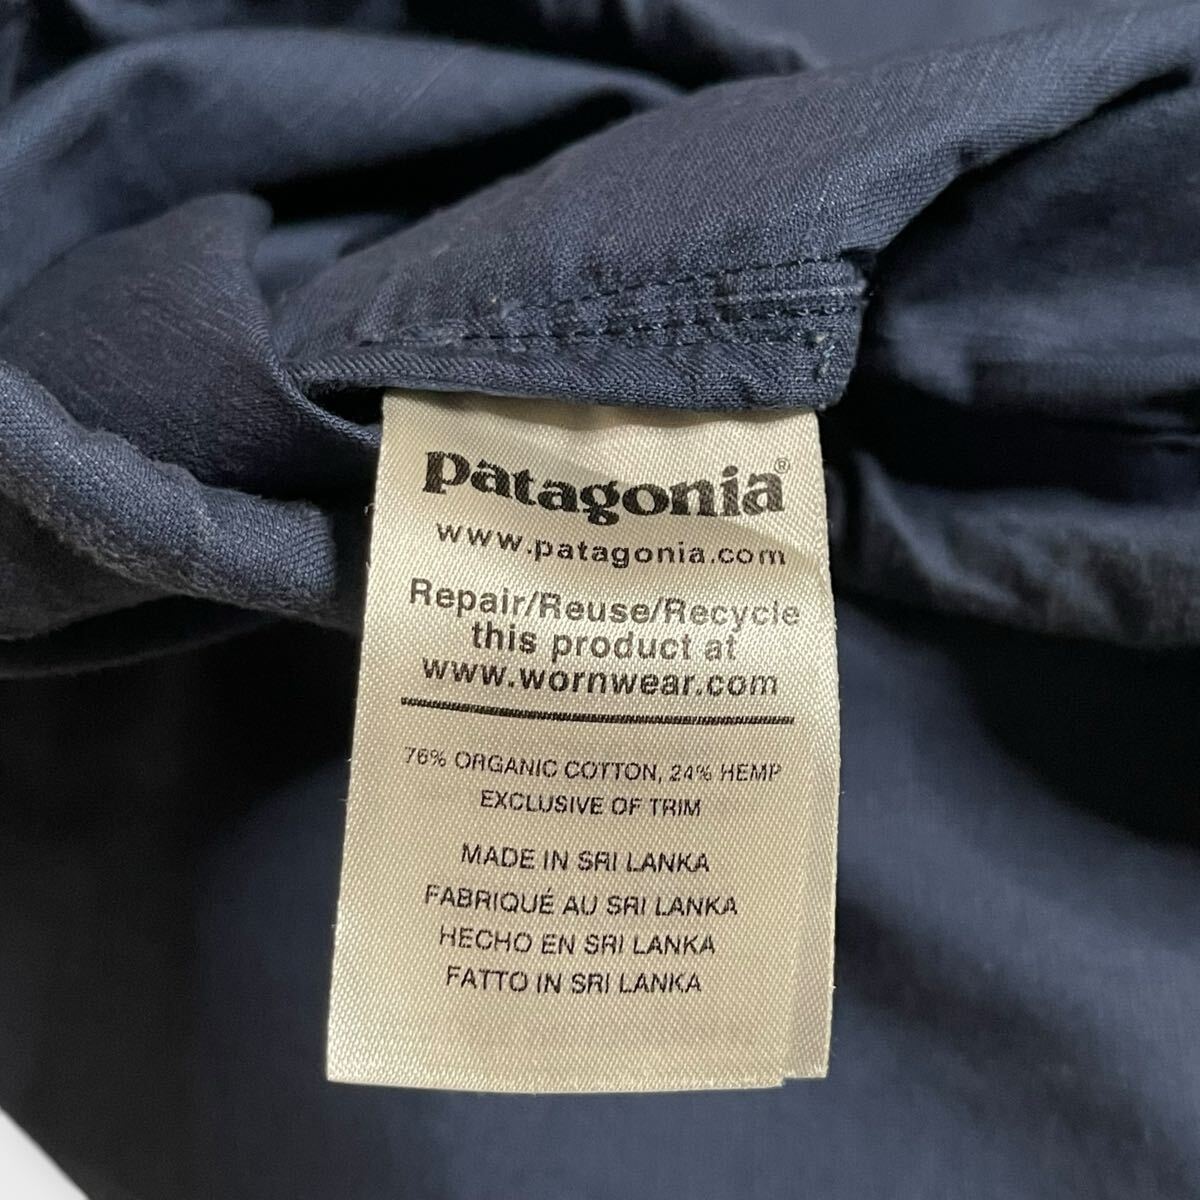 patagonia®
www.patagonia.com
Repair/Reuse/Recycle
this product at
www.wornwear.com
76% ORGANIC COTTON, 24% HEMP
EXCLUSIVE OF TRIM
MADE IN SRI LANKA
FABRIQUÉ AU SRI LANKA
HECHO EN SRI LANKA
FATTO IN SRI LANKA